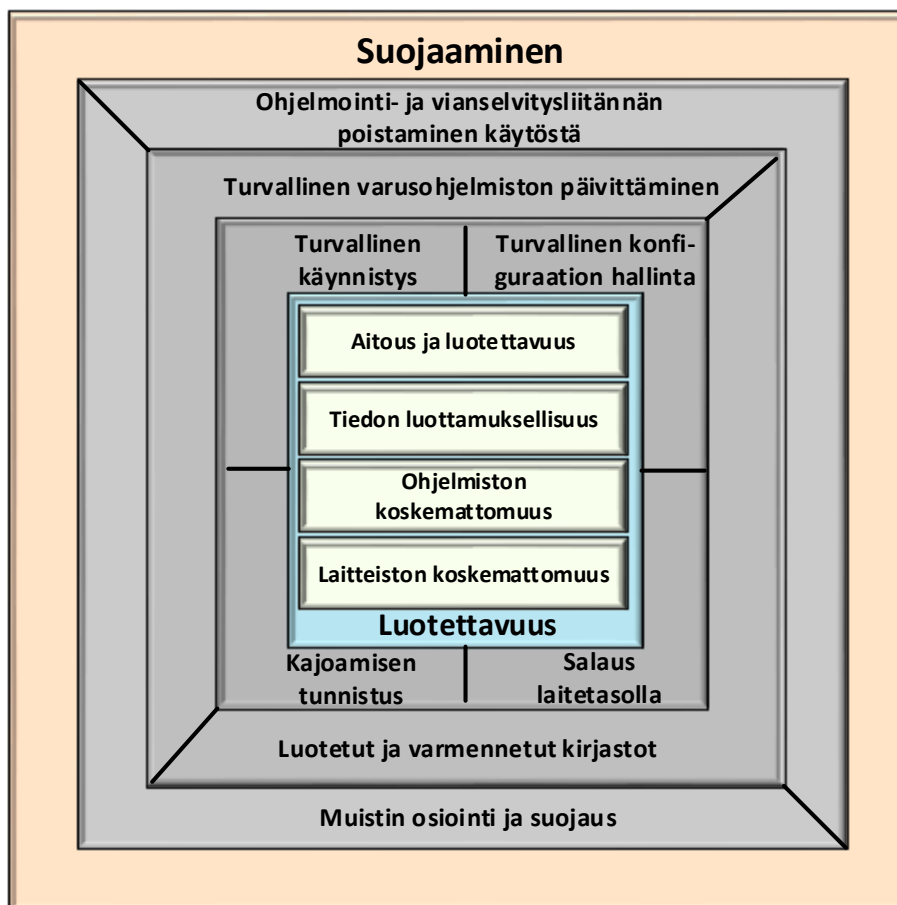 Suojaaminen
Ohjelmointi- ja vianselvitysliitännän
poistaminen käytöstä
Turvallinen varusohjelmiston päivittäminen
Turvallinen
käynnistys
Turvallinen konfi-
guraation hallinta
Aitous ja luotettavuus
Tiedon luottamuksellisuus
Ohjelmiston
koskemattomuus
Laitteiston koskemattomuus
Luotettavuus
Kajoamisen
tunnistus
Salaus
laitetasolla
Luotetut ja varmennetut kirjastot
Muistin osiointi ja suojaus